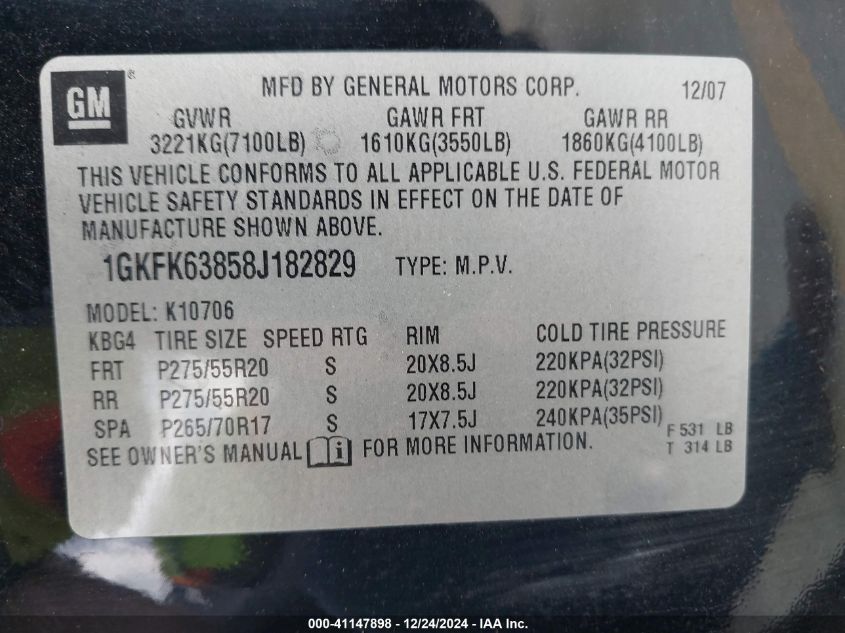 GM ®
MFD BY GENERAL MOTORS CORP. 12/07
GVWR GAWR FRT GAWR RR
3221KG(7100LB) 1610KG(3550LB) 1860KG(4100LB)
THIS VEHICLE CONFORMS TO ALL APPLICABLE U.S. FEDERAL MOTOR
VEHICLE SAFETY STANDARDS IN EFFECT ON THE DATE OF
MANUFACTURE SHOWN ABOVE.
1GKFK63858J182829 TYPE: M.P.V.
MODEL: K10706
KBG4 TIRE SIZE SPEED RTG RIM COLD TIRE PRESSURE
FRT P275/55R20 S 20X8.5J 220KPA(32PSI)
RR P275/55R20 S 20X8.5J 220KPA(32PSI)
SPA P265/70R17 S 17X7.5J 240KPA(35PSI) F 531 LB
SEE OWNER'S MANUAL i FOR MORE INFORMATION. T 314 LB
000-41147898 - 12/24/2024 - IAA Inc.